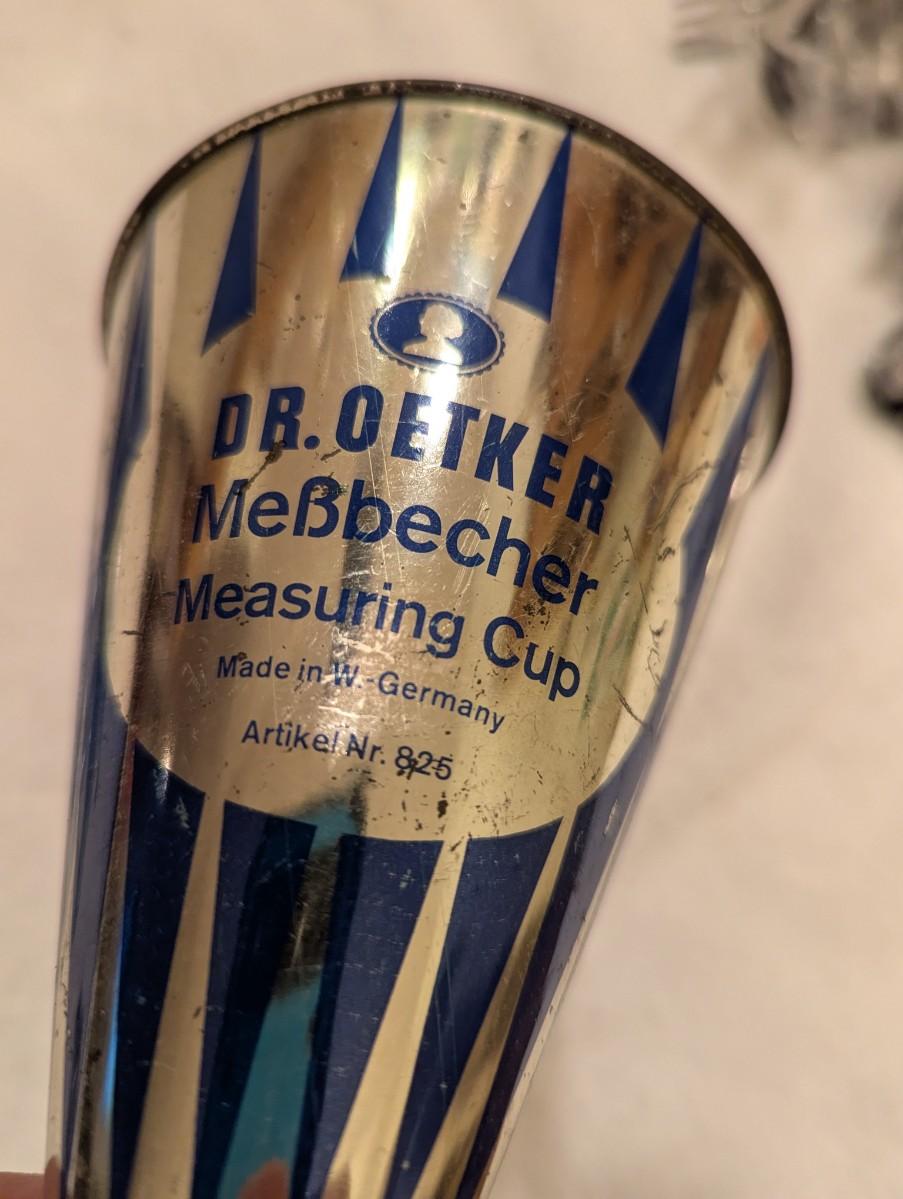 DR. OETKER
Meßbecher
Measuring Cup
Made in W.-Germany
Artikel Nr. 825